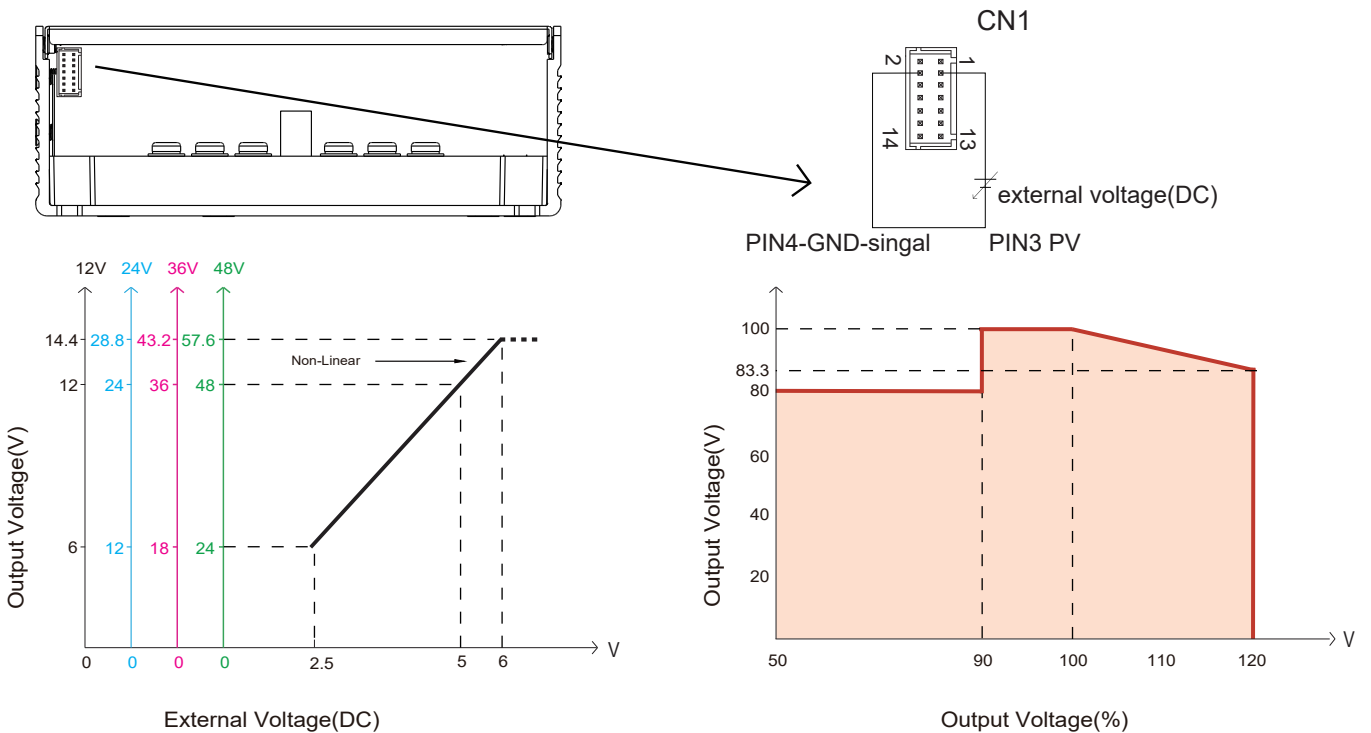 CN1
2 1
14 13
external voltage(DC)
PIN4-GND-singal PIN3 PV
12V 24V 36V 48V
14.4 28.8 43.2 57.6
Non-Linear
12 24 36 48
6 12 18 24
0 0 0 0 2.5 5 6 V
Output Voltage(V)
External Voltage(DC)
100
83.3
80
60
40
20
50 90 100 110 120 V
Output Voltage(V)
Output Voltage(%)